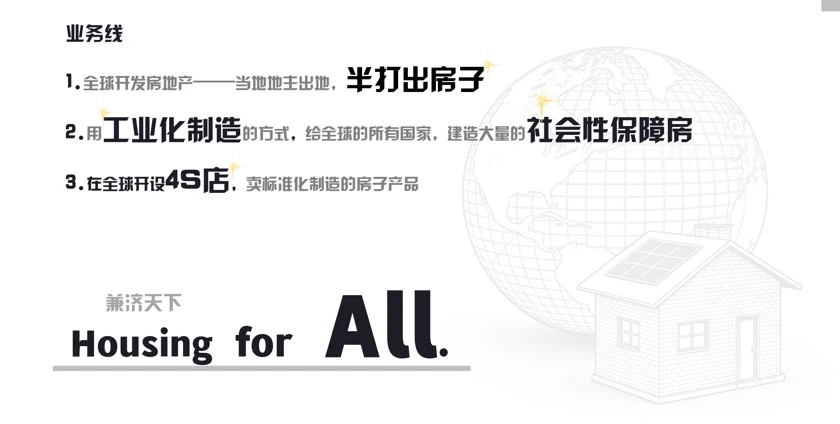 业务线
1.全球开发房地产——当地地主出地，半打出房子
2.用工业化制造的方式，给全球的所有国家，建造大量的社会性保障房
3.在全球开设4S店，卖标准化制造的房子产品
兼济天下
Housing for All.